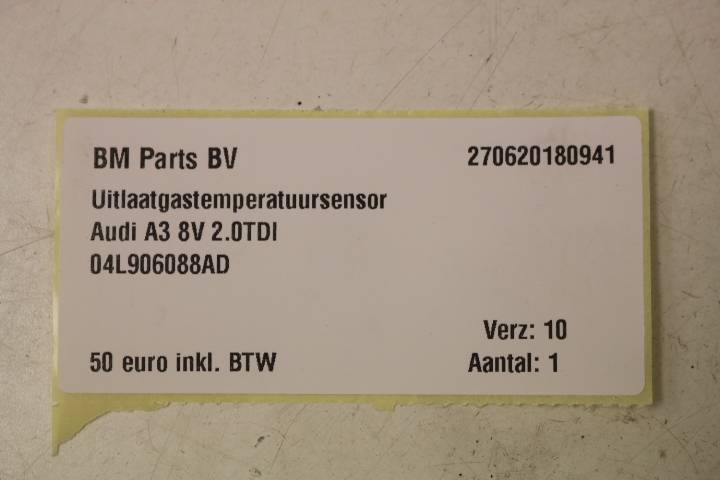 BM Parts BV 270620180941
Uitlaatgastemperatuursensor
Audi A3 8V 2.0TDI
04L906088AD
Verz: 10
50 euro inkl. BTW Aantal: 1